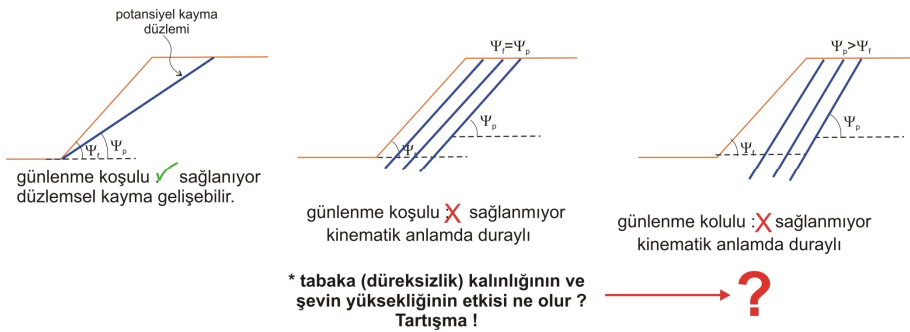 potansiyel kayma
düzlemi
Ψf
Ψp
günlenme koşulu : sağlanıyor
düzlemsel kayma gelişebilir.
Ψf=Ψp
Ψp
Ψf
günlenme koşulu : X sağlanmıyor
kinematik anlamda duraylı
Ψp>Ψf
Ψp
Ψf
günlenme kolulu : X sağlanmıyor
kinematik anlamda duraylı
* tabaka (düreksizlik) kalınlığının ve
şevin yüksekliğinin etkisi ne olur ?
Tartışma !
?